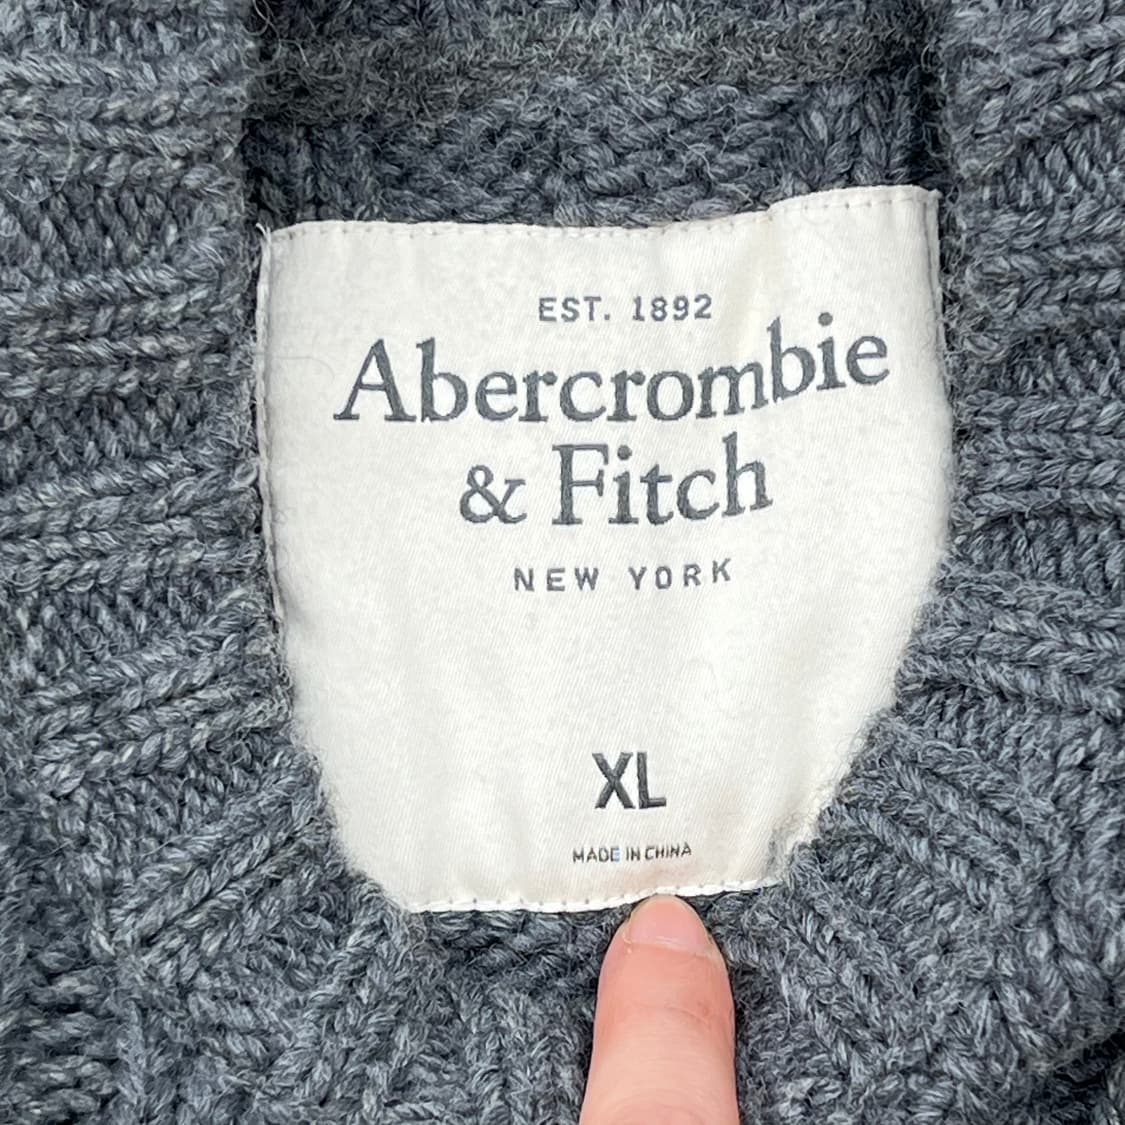 EST. 1892
Abercrombie
& Fitch
NEW YORK
XL
MADE IN CHINA